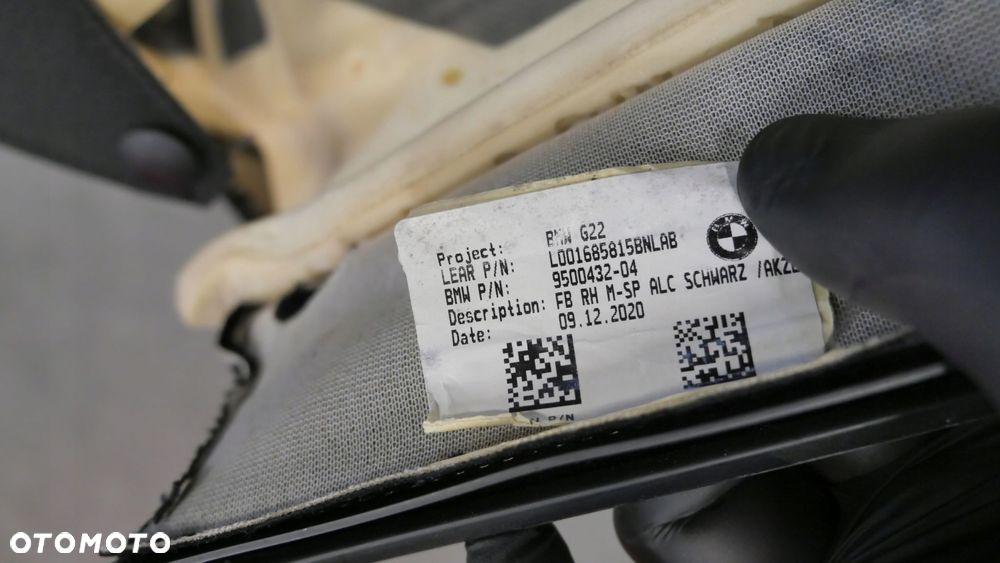 Project: BMW G22
LEAR P/N: L001685815BNLAB
BMW P/N: 9500432-04
Description: FB RH M-SP ALC SCHWARZ /AKZE
Date: 09.12.2020
P/N
OTOMOTO